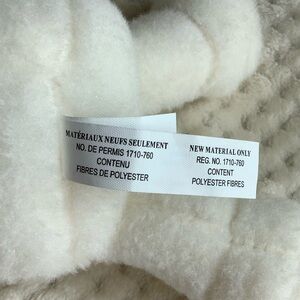 MATÉRIAUX NEUFS SEULEMENT
NO. DE PERMIS 1710-760
CONTENU
FIBRES DE POLYESTER
NEW MATERIAL ONLY
REG. NO. 1710-760
CONTENT
POLYESTER FIBRES